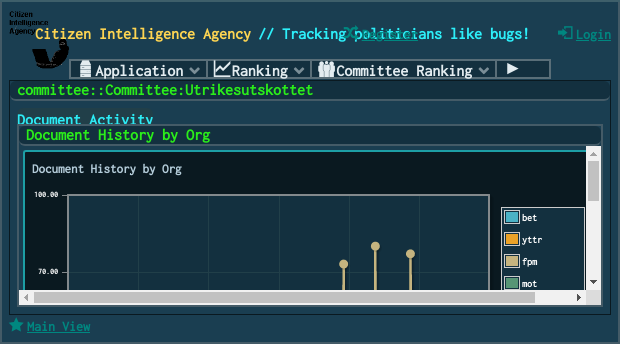 Citizen
Intelligence
Agency
Citizen Intelligence Agency // Tracking politicians like bugs!
Register
Login
Application
Ranking
Committee Ranking
committee::Committee:Utrikesutskottet
Document Activity
Document History by Org
Document History by Org
100.00
70.00
bet
yttr
fpm
mot
Main View